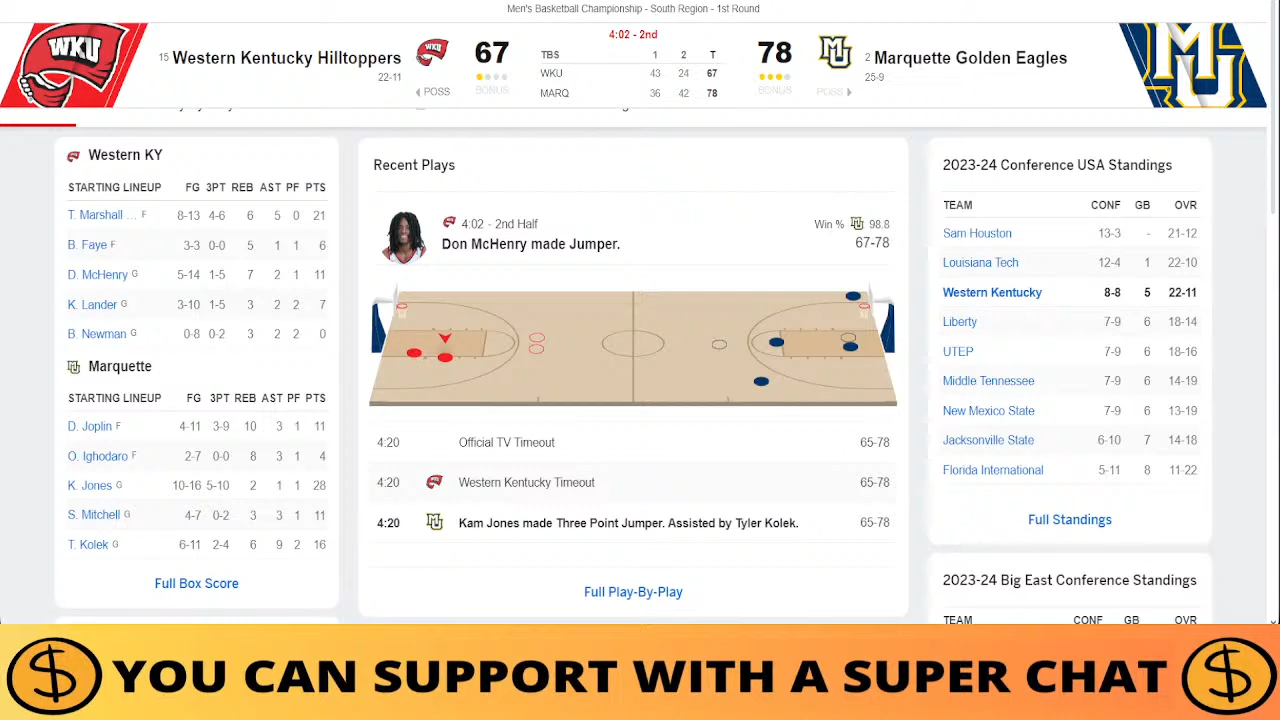 Men's Basketball Championship - South Region - 1st Round
WKU
15 Western Kentucky Hilltoppers
22-11
67
BONUS
POSS
4:02 - 2nd
TBS 1 2 T
WKU 43 24 67
MARQ 36 42 78
78
BONUS
POSS
2 Marquette Golden Eagles
25-9
MU
Western KY
STARTING LINEUP FG 3PT REB AST PF PTS
T. Marshall ... F 8-13 4-6 6 5 0 21
B. Faye F 3-3 0-0 5 1 1 6
D. McHenry G 5-14 1-5 7 2 1 11
K. Lander G 3-10 1-5 3 2 2 7
B. Newman G 0-8 0-2 3 2 2 0
Marquette
STARTING LINEUP FG 3PT REB AST PF PTS
D. Joplin F 4-11 3-9 10 3 1 11
O. Ighodaro F 2-7 0-0 8 3 1 4
K. Jones G 10-16 5-10 2 1 1 28
S. Mitchell G 4-7 0-2 3 3 1 11
T. Kolek G 6-11 2-4 6 9 2 16
Full Box Score
Recent Plays
4:02 - 2nd Half
Don McHenry made Jumper.
Win % 98.8
67-78
4:20 Official TV Timeout 65-78
4:20 Western Kentucky Timeout 65-78
4:20 Kam Jones made Three Point Jumper. Assisted by Tyler Kolek. 65-78
Full Play-By-Play
2023-24 Conference USA Standings
TEAM CONF GB OVR
Sam Houston 13-3 - 21-12
Louisiana Tech 12-4 1 22-10
Western Kentucky 8-8 5 22-11
Liberty 7-9 6 18-14
UTEP 7-9 6 18-16
Middle Tennessee 7-9 6 14-19
New Mexico State 7-9 6 13-19
Jacksonville State 6-10 7 14-18
Florida International 5-11 8 11-22
Full Standings
2023-24 Big East Conference Standings
TEAM CONF GB OVR
YOU CAN SUPPORT WITH A SUPER CHAT